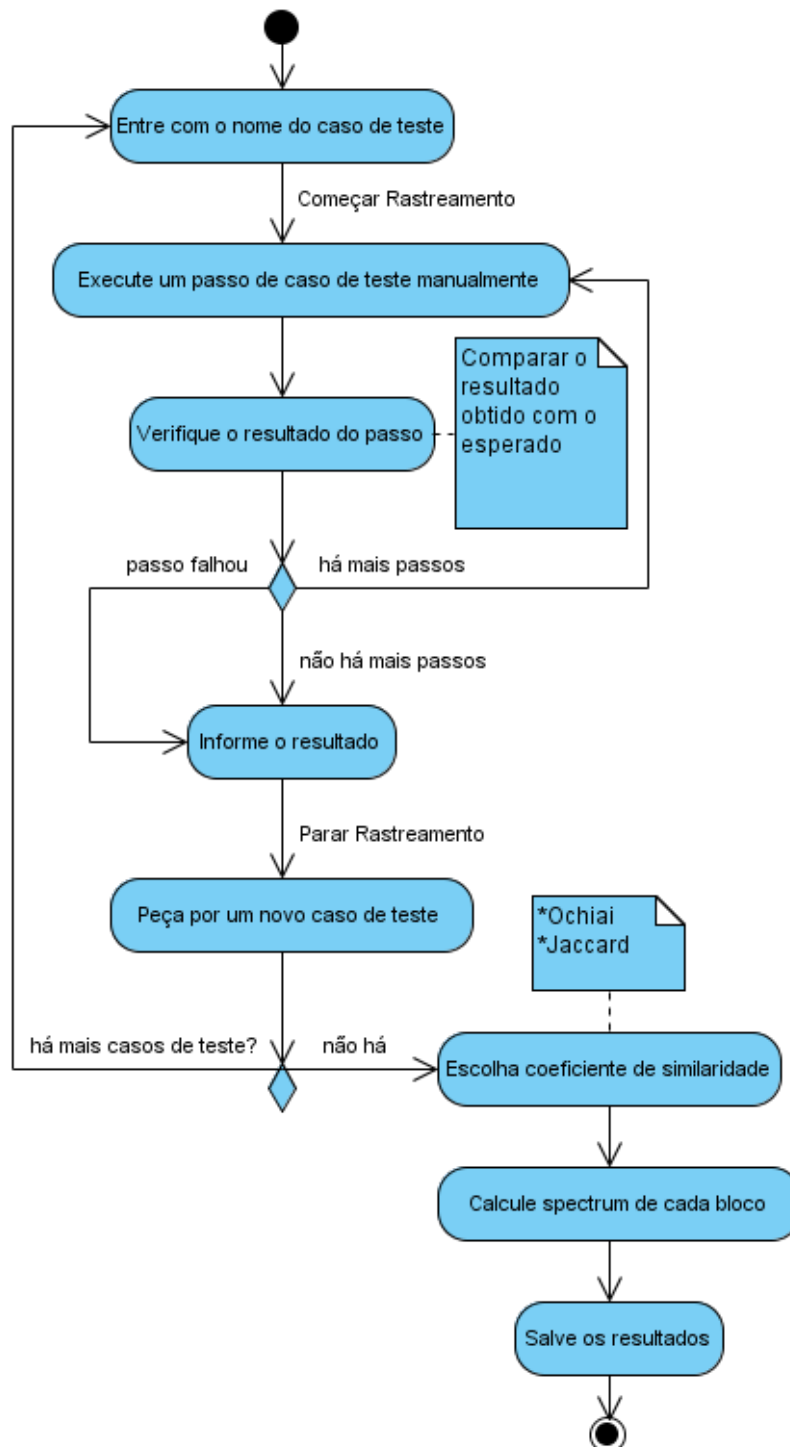 Entre com o nome do caso de teste
Começar Rastreamento
Execute um passo de caso de teste manualmente
Comparar o
resultado
obtido com o
esperado
Verifique o resultado do passo
passo falhou
há mais passos
não há mais passos
Informe o resultado
Parar Rastreamento
Peça por um novo caso de teste
*Ochiai
*Jaccard
há mais casos de teste?
não há
Escolha coeficiente de similaridade
Calcule spectrum de cada bloco
Salve os resultados